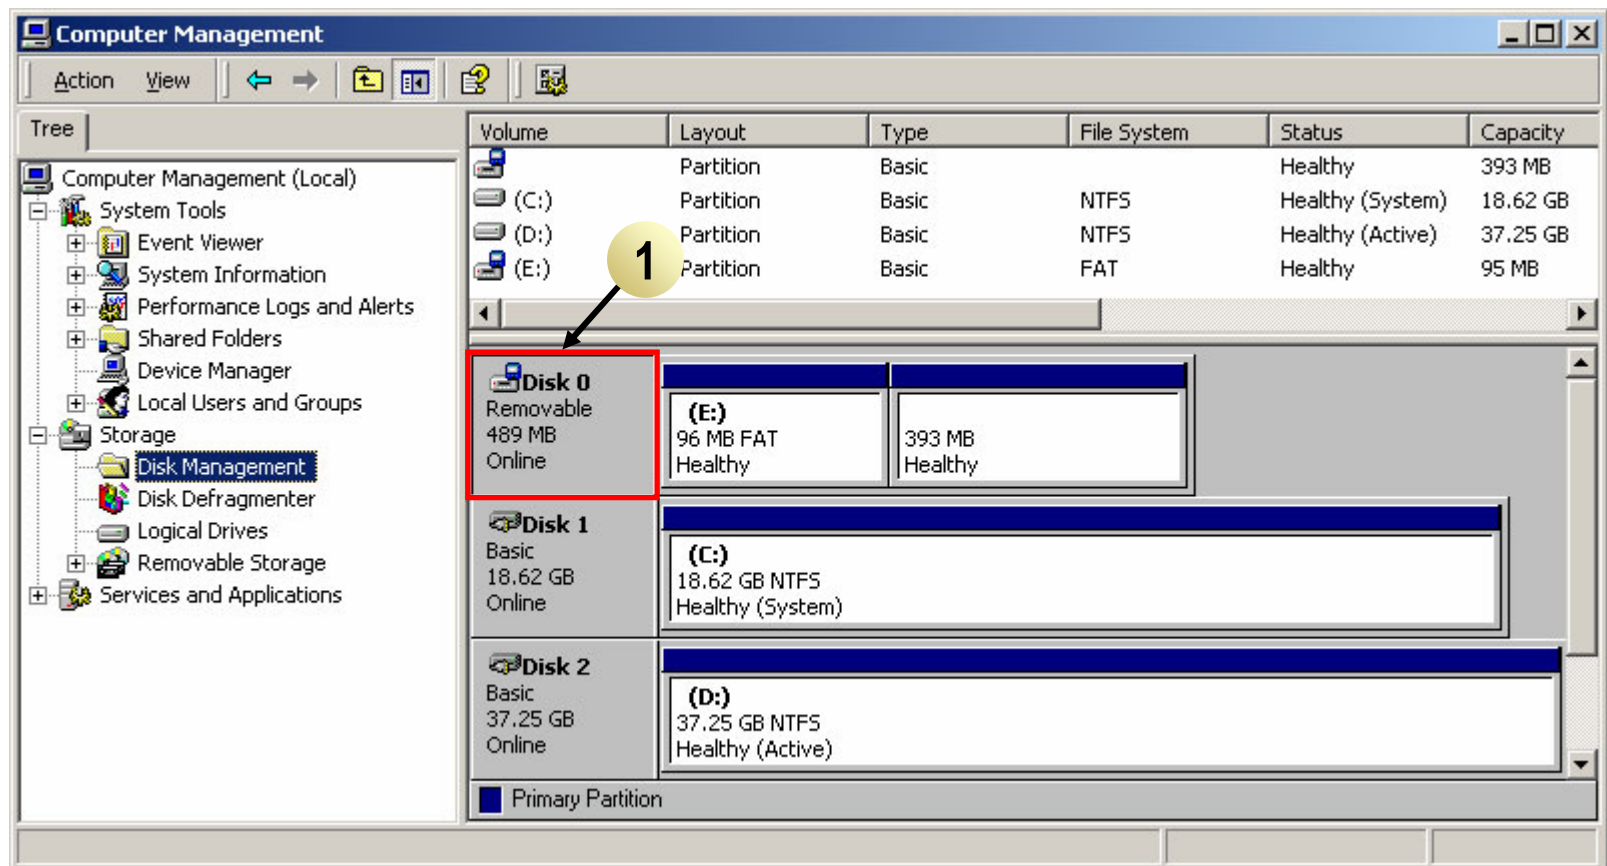 Computer Management
Action View
Tree
Computer Management (Local)
System Tools
Event Viewer
System Information
Performance Logs and Alerts
Shared Folders
Device Manager
Local Users and Groups
Storage
Disk Management
Disk Defragmenter
Logical Drives
Removable Storage
Services and Applications
Volume Layout Type File System Status Capacity
Partition Basic Healthy 393 MB
(C:) Partition Basic NTFS Healthy (System) 18.62 GB
(D:) Partition Basic NTFS Healthy (Active) 37.25 GB
(E:) Partition Basic FAT Healthy 95 MB
1
Disk 0
Removable
489 MB
Online
(E:)
96 MB FAT
Healthy
393 MB
Healthy
Disk 1
Basic
18.62 GB
Online
(C:)
18.62 GB NTFS
Healthy (System)
Disk 2
Basic
37.25 GB
Online
(D:)
37.25 GB NTFS
Healthy (Active)
Primary Partition